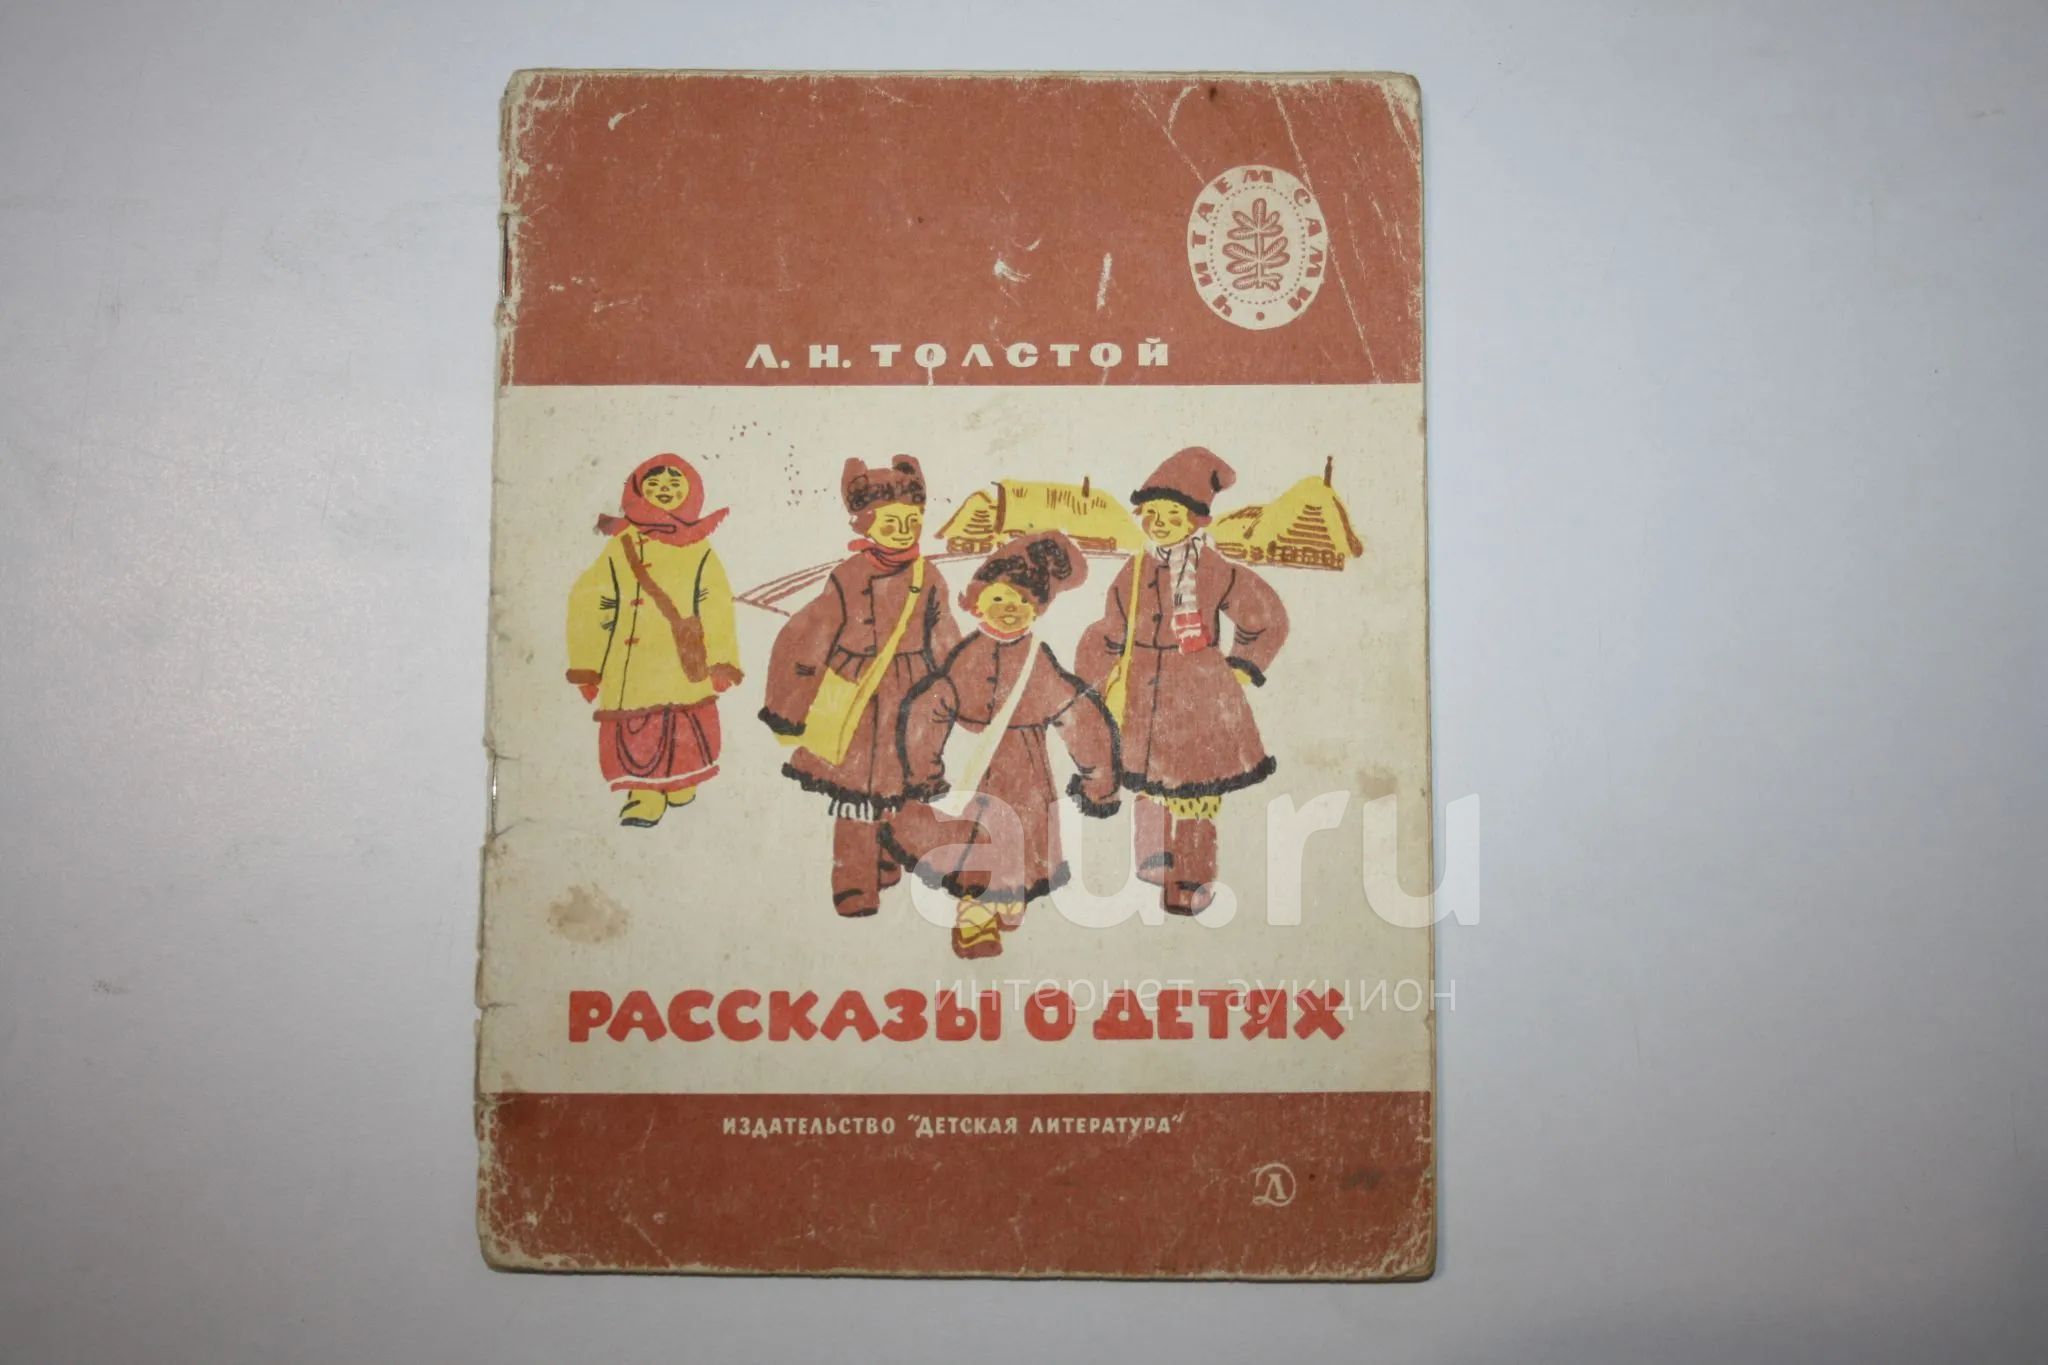 ЧИТАЕМ САМИ
Л. Н. ТОЛСТОЙ
au.ru
интернет-аукцион
РАССКАЗЫ О ДЕТЯХ
ИЗДАТЕЛЬСТВО "ДЕТСКАЯ ЛИТЕРАТУРА"
Д